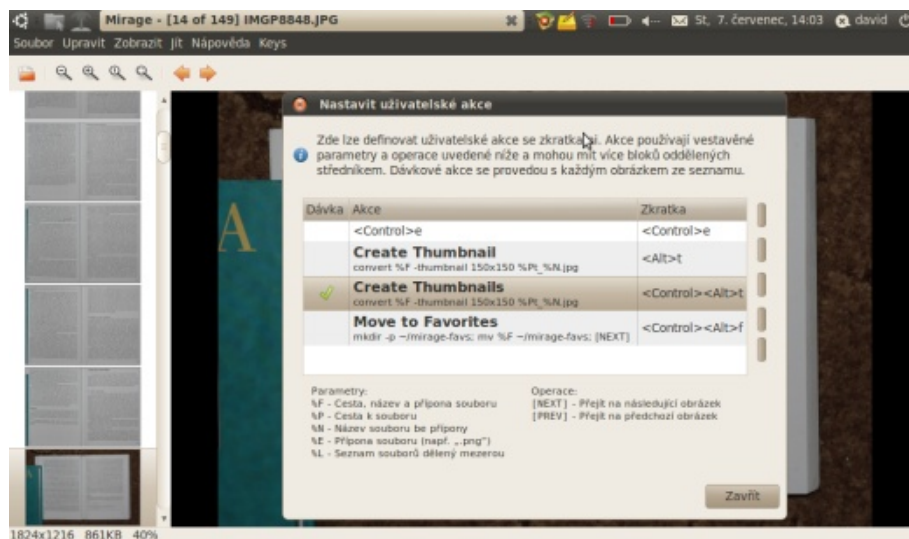 Mirage - [14 of 149] IMGP8848.JPG
St, 7. červenec, 14:03
david
Soubor Upravit Zobrazit Jít Nápověda Keys
Nastavit uživatelské akce
Zde lze definovat uživatelské akce se zkratkami. Akce používají vestavěné
parametry a operace uvedené níže a mohou mít více bloků oddělených
středníkem. Dávkové akce se provedou s každým obrázkem ze seznamu.
Dávka Akce Zkratka
<Control>e <Control>e
Create Thumbnail
convert %F -thumbnail 150x150 %Pt_%N.jpg
<Alt>t
Create Thumbnails
convert %F -thumbnail 150x150 %Pt_%N.jpg
<Control><Alt>t
Move to Favorites
mkdir -p ~/mirage-favs; mv %F ~/mirage-favs; [NEXT]
<Control><Alt>f
Parametry:
%F - Cesta, název a přípona souboru
%P - Cesta k souboru
%N - Název souboru be přípony
%E - Přípona souboru (např. „.png")
%L - Seznam souborů dělený mezerou
Operace:
[NEXT] - Přejít na následující obrázek
[PREV] - Přejít na předchozí obrázek
Zavřít
A
1824x1216 861KB 40%